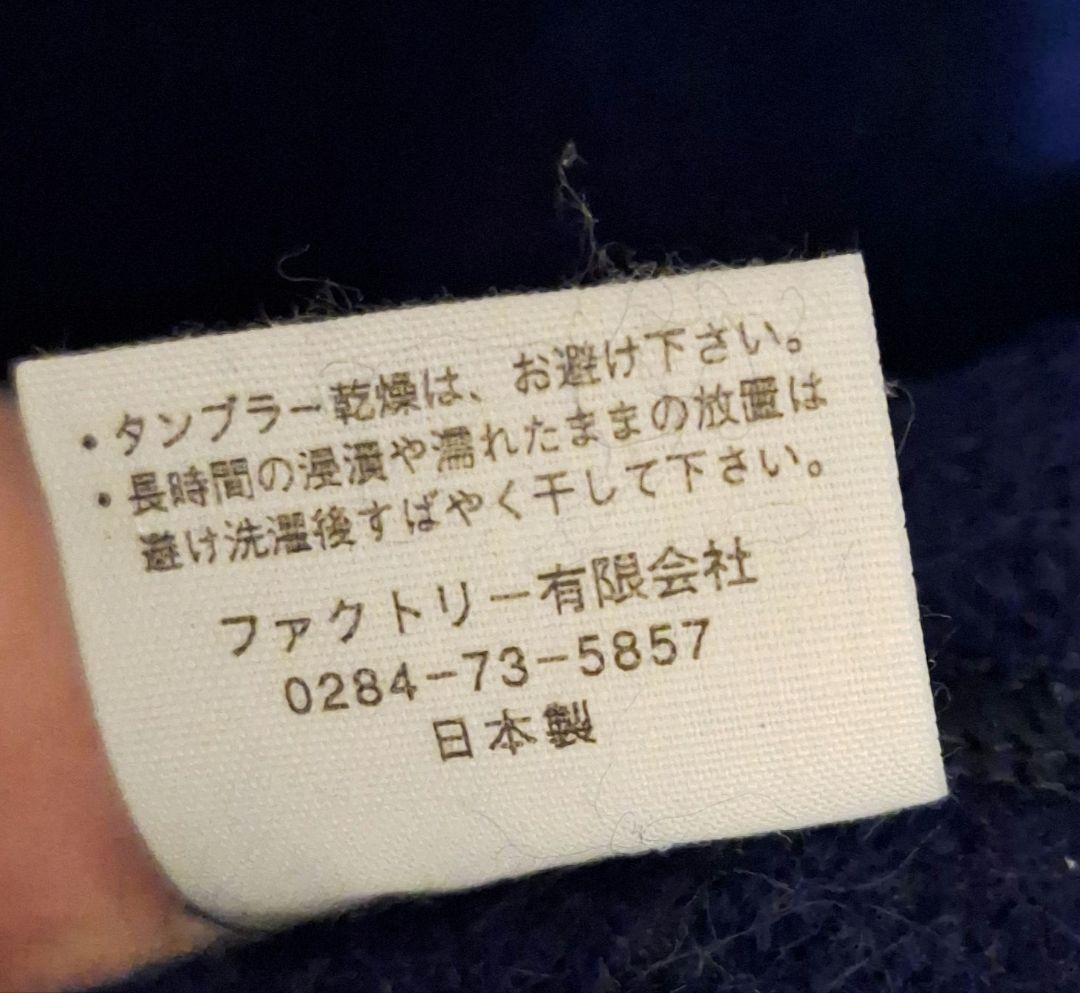 ・タンブラー乾燥は、お避け下さい。
・長時間の浸漬や濡れたままの放置は
避け洗濯後すばやく干して下さい。
ファクトリー有限会社
0284-73-5857
日本製